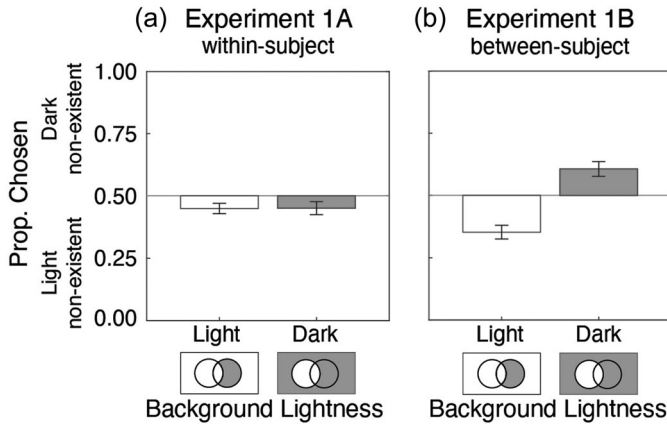 (a) Experiment 1A
within-subject
(b) Experiment 1B
between-subject
Prop. Chosen
Dark
non-existent
Light
non-existent
1.00
0.75
0.50
0.25
0.00
Light Dark
Background Lightness
Light Dark
Background Lightness